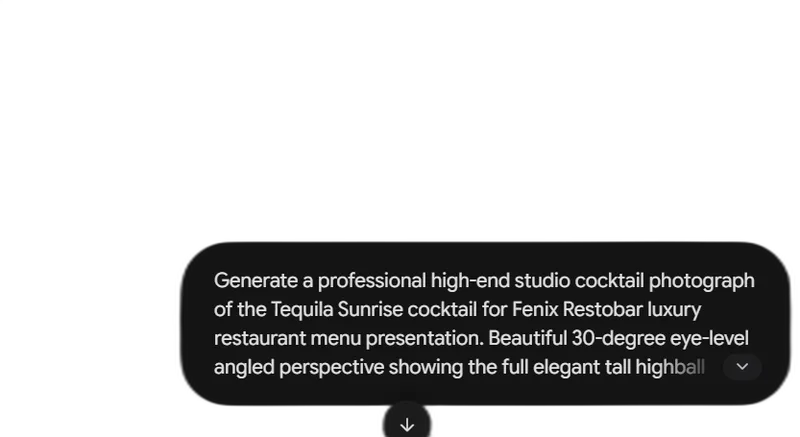 Generate a professional high-end studio cocktail photograph
of the Tequila Sunrise cocktail for Fenix Restobar luxury
restaurant menu presentation. Beautiful 30-degree eye-level
angled perspective showing the full elegant tall highball